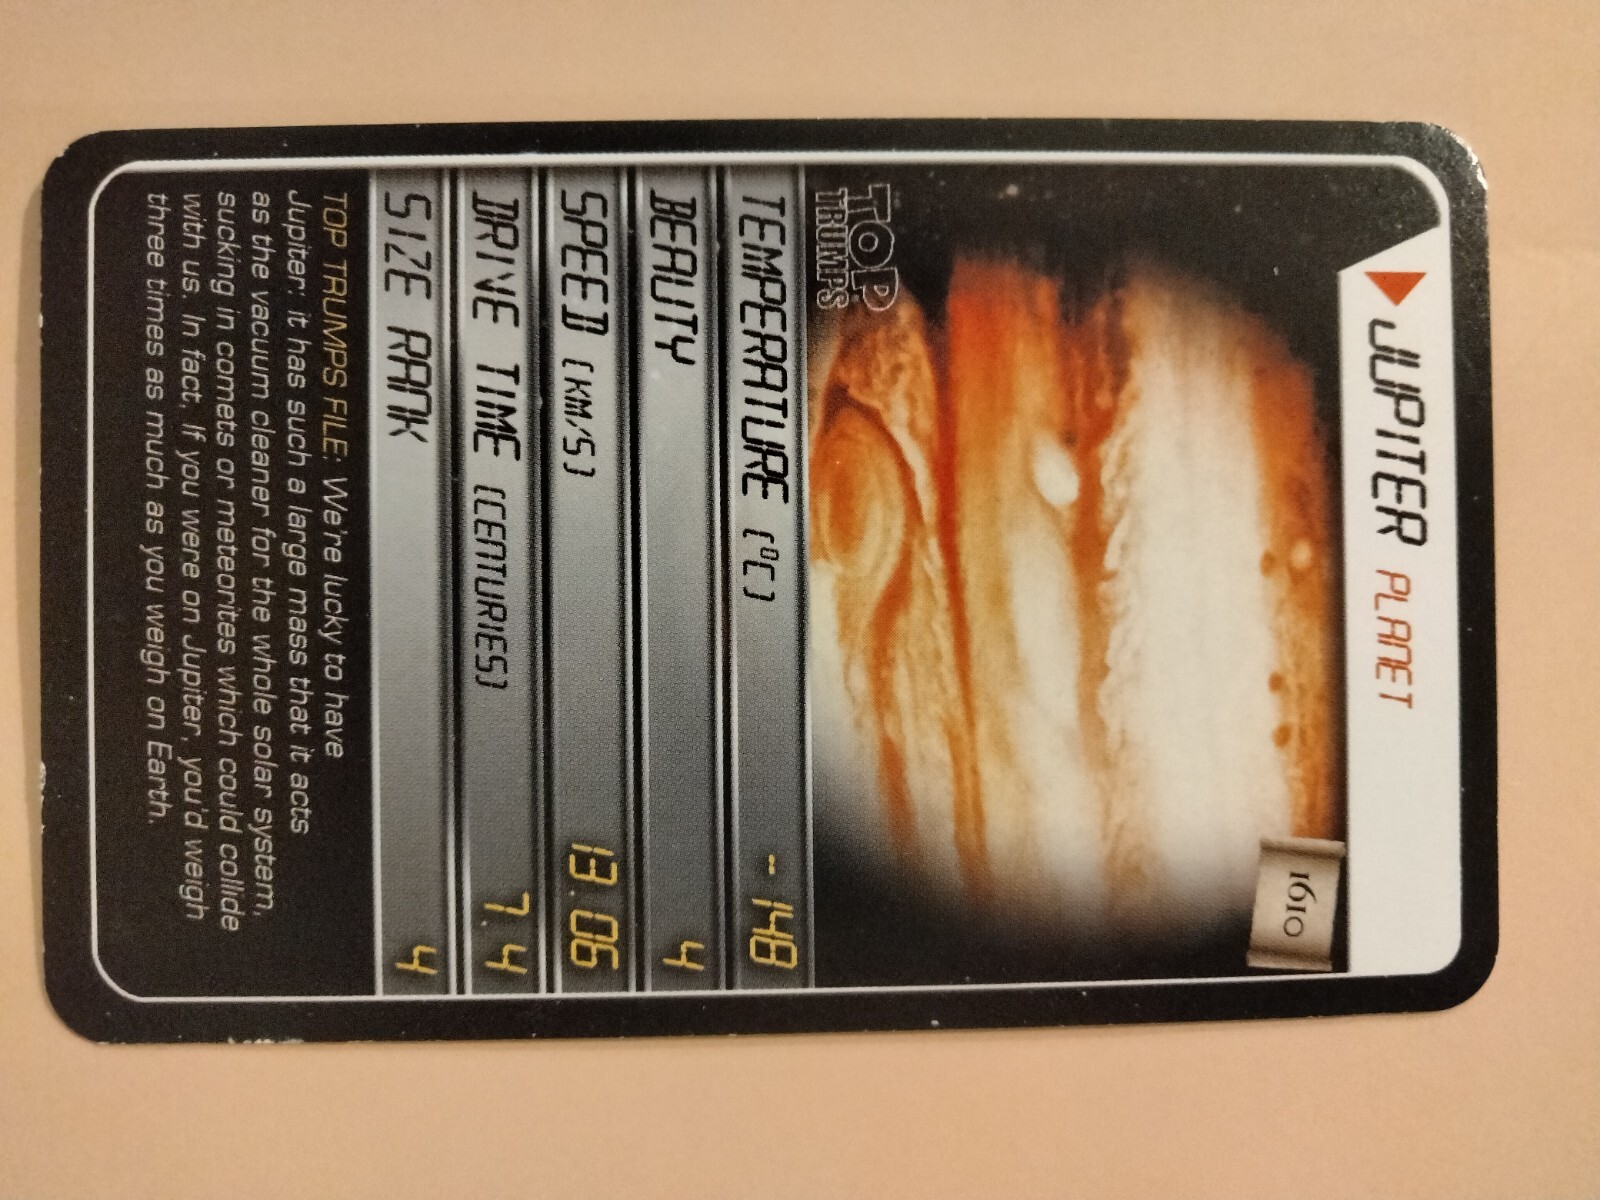 JUPITER PLANET
1610
TOP
TRUMPS
TEMPERATURE (°C) -148
BEAUTY 4
SPEED (KM/S) 13.06
DRIVE TIME (CENTURIES) 7.4
SIZE RANK 4
TOP TRUMPS FILE: We're lucky to have
Jupiter: it has such a large mass that it acts
as the vacuum cleaner for the whole solar system,
sucking in comets or meteorites which could collide
with us. In fact, if you were on Jupiter, you'd weigh
three times as much as you weigh on Earth.